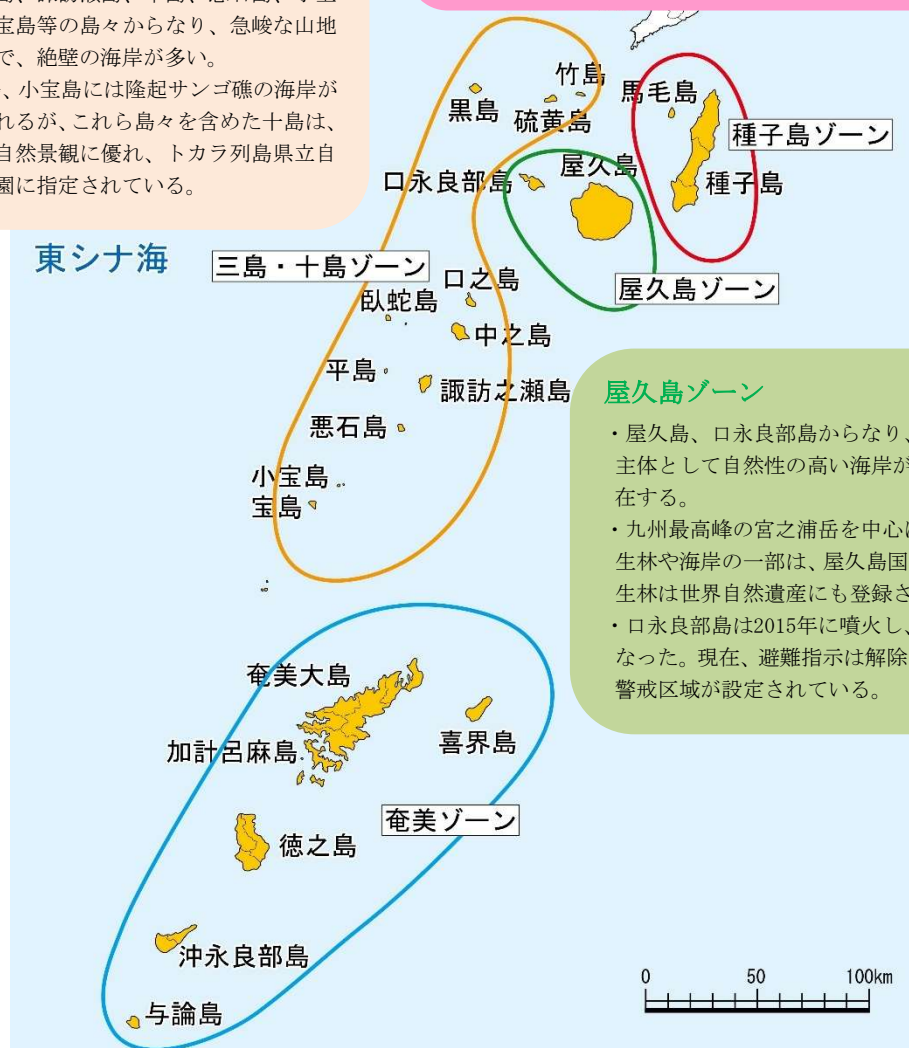 宝島等の島々からなり、急峻な山地
で、絶壁の海岸が多い。
、小宝島には隆起サンゴ礁の海岸が
れるが、これら島々を含めた十島は、
自然景観に優れ、トカラ列島県立自
園に指定されている。
竹島
馬毛島
黒島
硫黄島
種子島ゾーン
屋久島
口永良部島
種子島
東シナ海
三島・十島ゾーン
口之島
屋久島ゾーン
臥蛇島
中之島
平島
諏訪之瀬島
悪石島
小宝島
宝島
屋久島ゾーン
・屋久島、口永良部島からなり、
主体として自然性の高い海岸が
在する。
・九州最高峰の宮之浦岳を中心に
生林や海岸の一部は、屋久島国
生林は世界自然遺産にも登録さ
・口永良部島は2015年に噴火し、
なった。現在、避難指示は解除
警戒区域が設定されている。
奄美大島
喜界島
加計呂麻島
奄美ゾーン
徳之島
沖永良部島
与論島
0 50 100km